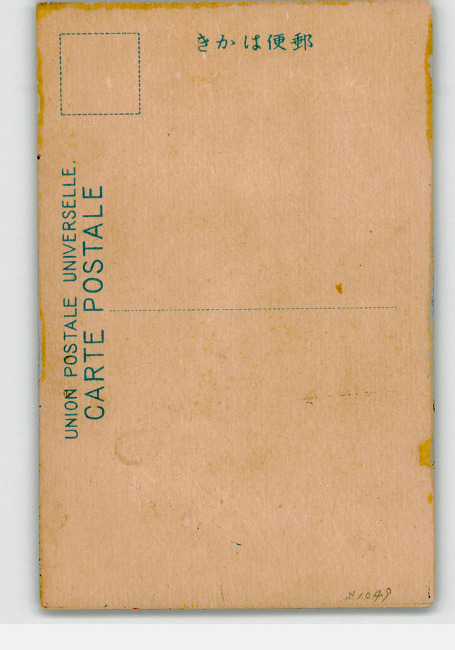 郵便はかき
UNION POSTALE UNIVERSELLE.
CARTE POSTALE